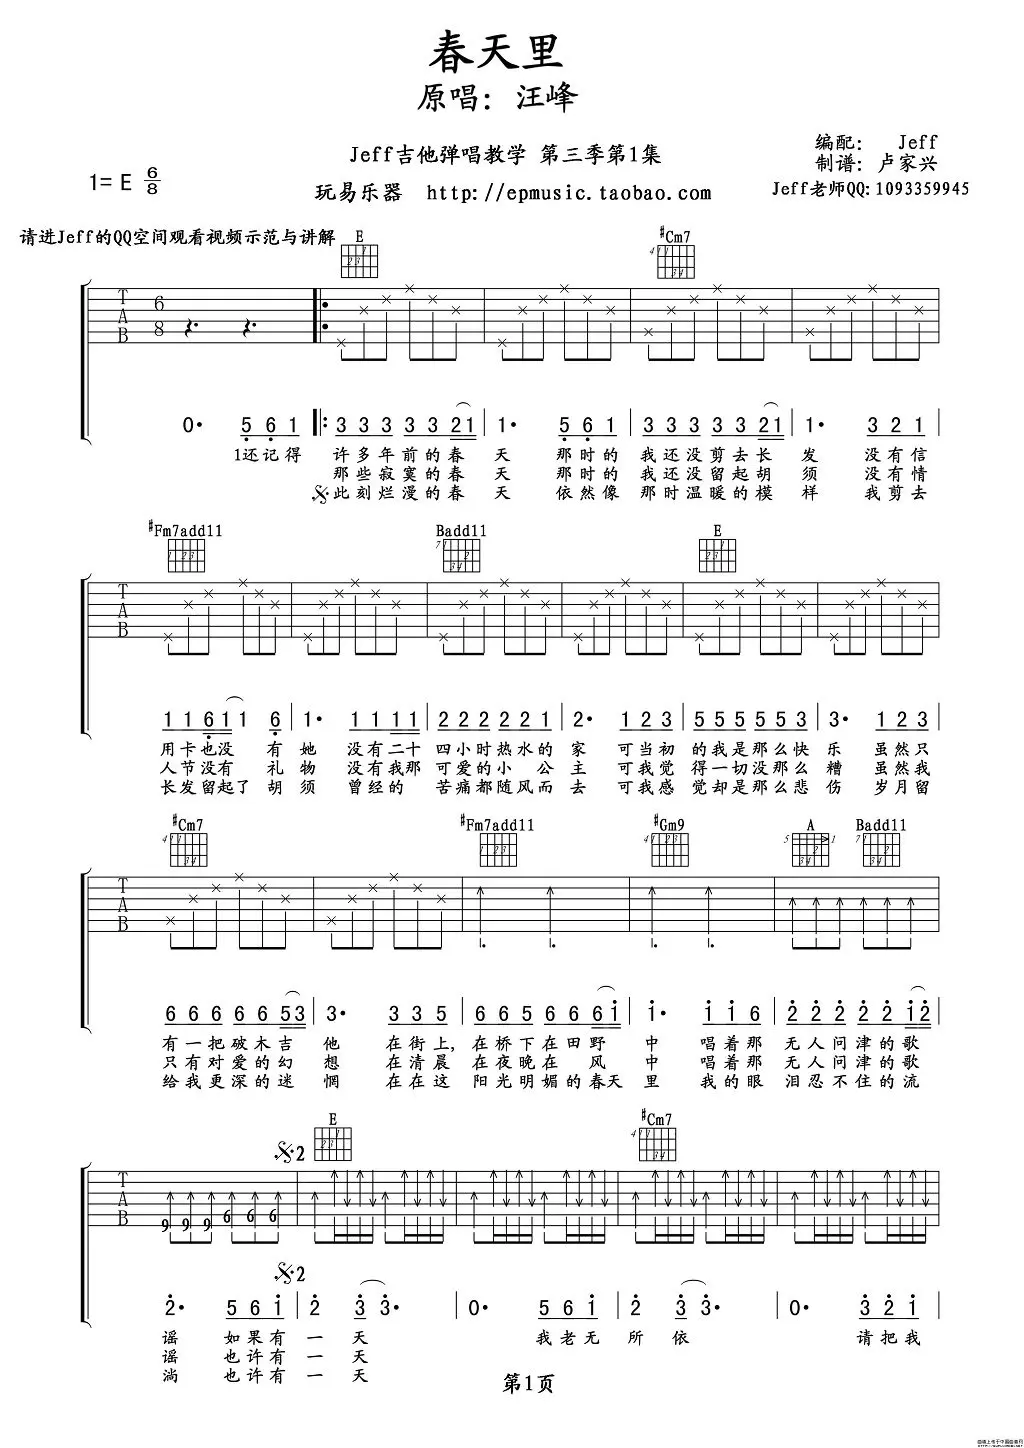 春天里
原唱：汪峰
Jeff吉他弹唱教学 第三季第1集
编配： Jeff
制谱：卢家兴
1= E 6/8
玩易乐器 http://epmusic.taobao.com
Jeff老师QQ:1093359945
请进Jeff的QQ空间观看视频示范与讲解
E #Cm7
T A B 6 8
0· 5 6 1 3 3 3 3 3 2 1 1· 5 6 1 3 3 3 3 3 2 1 1· 3 2 1
1还记得 许多年前的春 天 那时的 我还没剪去长 发 没有信
那些寂寞的春 天 那时的 我还没留起胡 须 没有情
此刻烂漫的春 天 依然像 那时温暖的模 样 我剪去
#Fm7add11 Badd11 E
T A B
1 1 6 1 1 6 1· 1 1 1 1 2 2 2 2 2 1 2· 1 2 3 5 5 5 5 5 3 3· 1 2 3
用卡也没 有 她 没有二十 四小时热水的 家 可当初 的我是那么快 乐 虽然只
人节没有 礼 物 没有我那 可爱的小 公 主 可我觉 得一切没那么 糟 虽然我
长发留起了 胡 须 曾经的 苦痛都随风而 去 可我感 觉却是那么悲 伤 岁月留
#Cm7 #Fm7add11 #Gm9 A Badd11
T A B
6 6 6 6 6 5 3 3· 3 3 5 6 5 6 6 6 6 1 1· 1 1 6 2 2 2 2 2 1 2
有一把破木吉 他 在街上, 在桥下在田野 中 唱着那 无人问津的歌
只有对爱的幻 想 在清晨 在夜晚在 风 中 唱着那 无人问津的歌
给我更深的迷 惘 在在这 阳光明媚的春天 里 我的眼 泪忍不住的流
2 E #Cm7
T A B 9 9 9 6 6 6
2
2· 5 6 1 2 3 3· 0· 5 6 1 2 3 3· 0· 3 2 1
谣 如果有 一 天 我老无 所 依 请把我
谣 也许有 一 天
淌 也许有 一 天
第1页